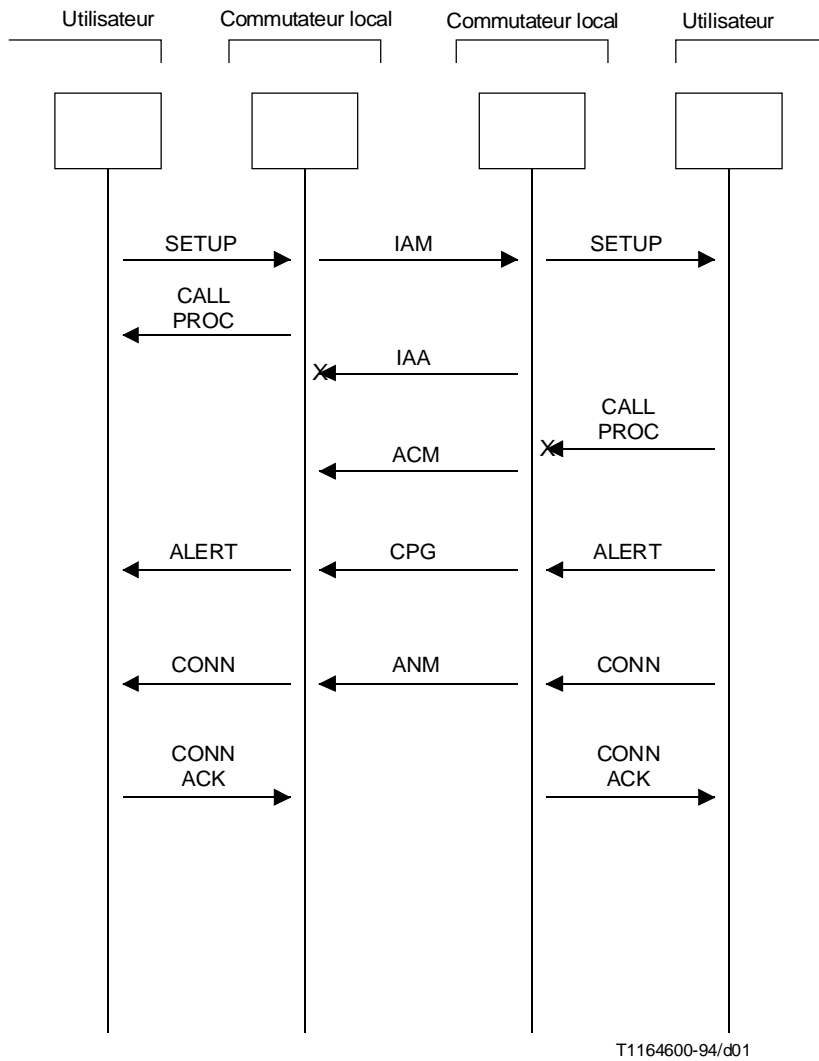 Utilisateur
Commutateur local
Commutateur local
Utilisateur
SETUP
IAM
SETUP
CALL
PROC
X
IAA
CALL
PROC
X
ACM
ALERT
CPG
ALERT
CONN
ANM
CONN
CONN
ACK
CONN
ACK
T1164600-94/d01